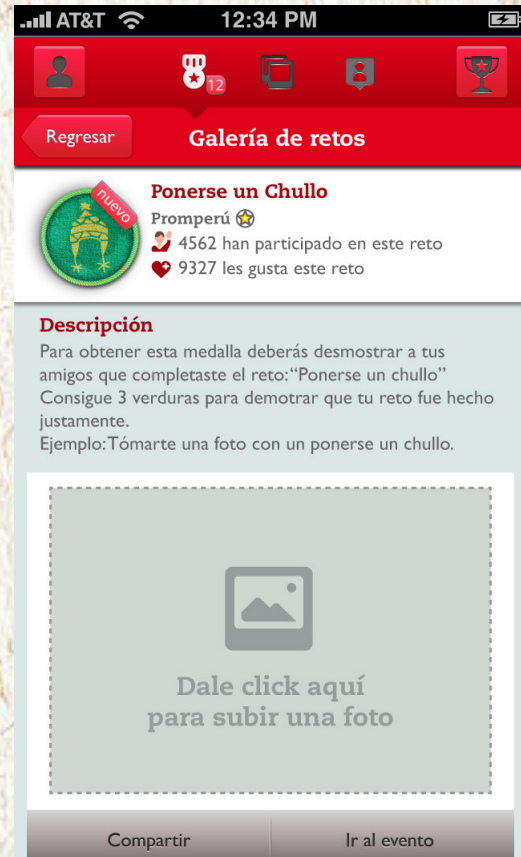 AT&T 12:34 PM
12
Regresar Galería de retos
nuevo
Ponerse un Chullo
Promperú
4562 han participado en este reto
9327 les gusta este reto
Descripción
Para obtener esta medalla deberás desmostrar a tus
amigos que completaste el reto:“Ponerse un chullo”
Consigue 3 verduras para demotrar que tu reto fue hecho
justamente.
Ejemplo:Tómarte una foto con un ponerse un chullo.
Dale click aquí
para subir una foto
Compartir Ir al evento